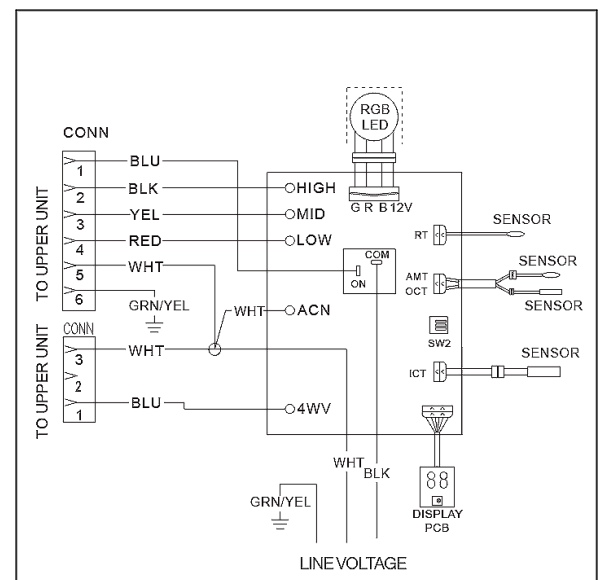 RGB
LED
CONN
TO UPPER UNIT
1 BLU
2 BLK HIGH
3 YEL MID
4 RED LOW
5 WHT
6
GRN/YEL
G R B 12V
RT
SENSOR
COM
ON
AMT
OCT
SENSOR
SENSOR
WHT ACN
SW2
CONN
TO UPPER UNIT
3 WHT
2
1 BLU 4WV
ICT
SENSOR
WHT
BLK
GRN/YEL
88
DISPLAY
PCB
LINE VOLTAGE